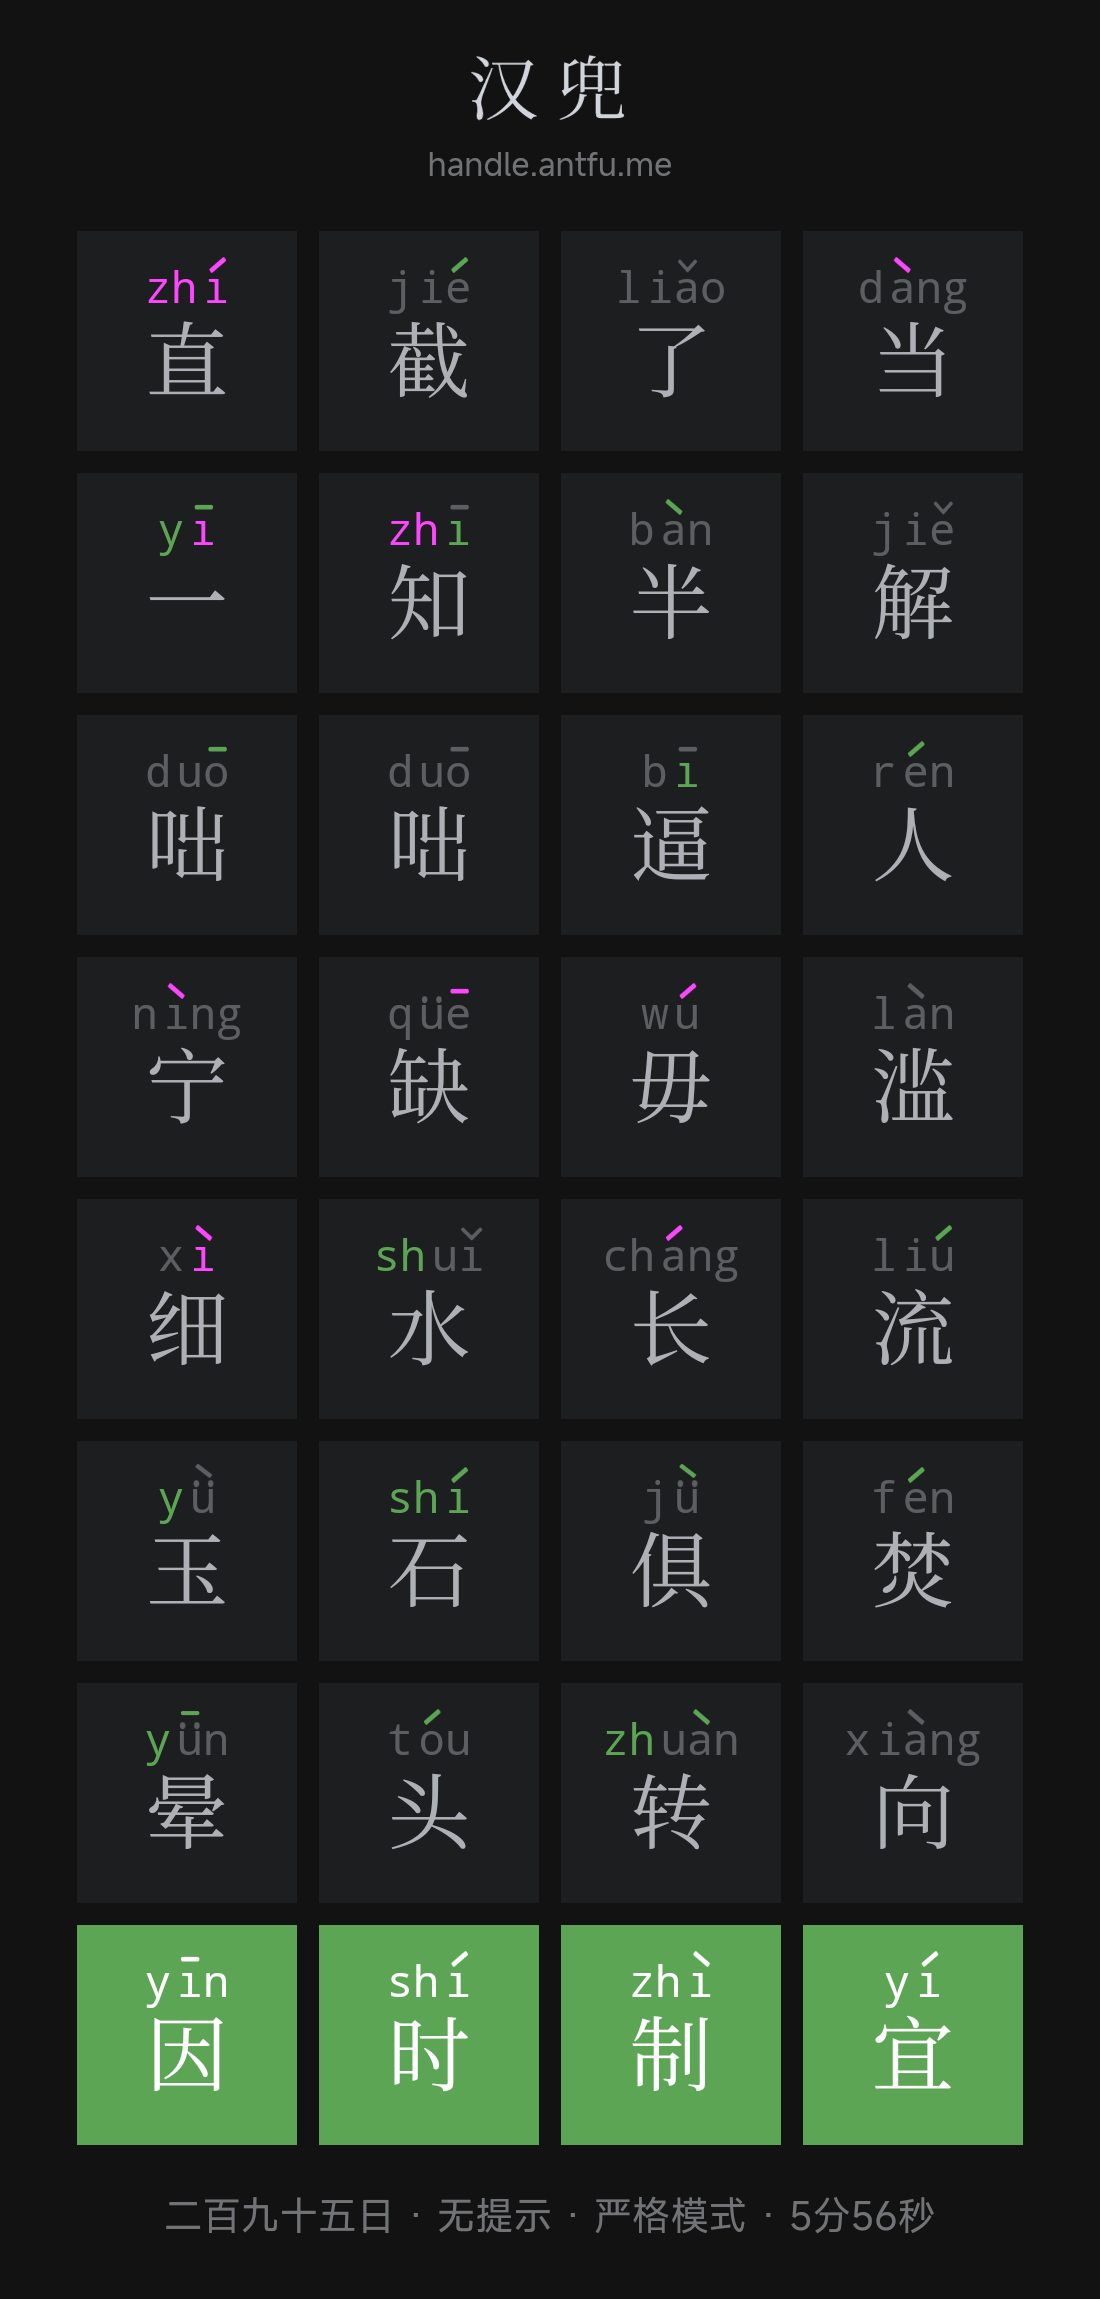 汉兜
handle.antfu.me
zhí jié liǎo dàng
直 截 了 当
yī zhī bàn jiě
一 知 半 解
duō duō bī rén
咄 咄 逼 人
nìng qüē wú làn
宁 缺 毋 滥
xì shuǐ cháng liú
细 水 长 流
yǜ shí jǜ fén
玉 石 俱 焚
yǖn tóu zhuàn xiàng
晕 头 转 向
yīn shí zhì yí
因 时 制 宜
二百九十五日 · 无提示 · 严格模式 · 5分56秒